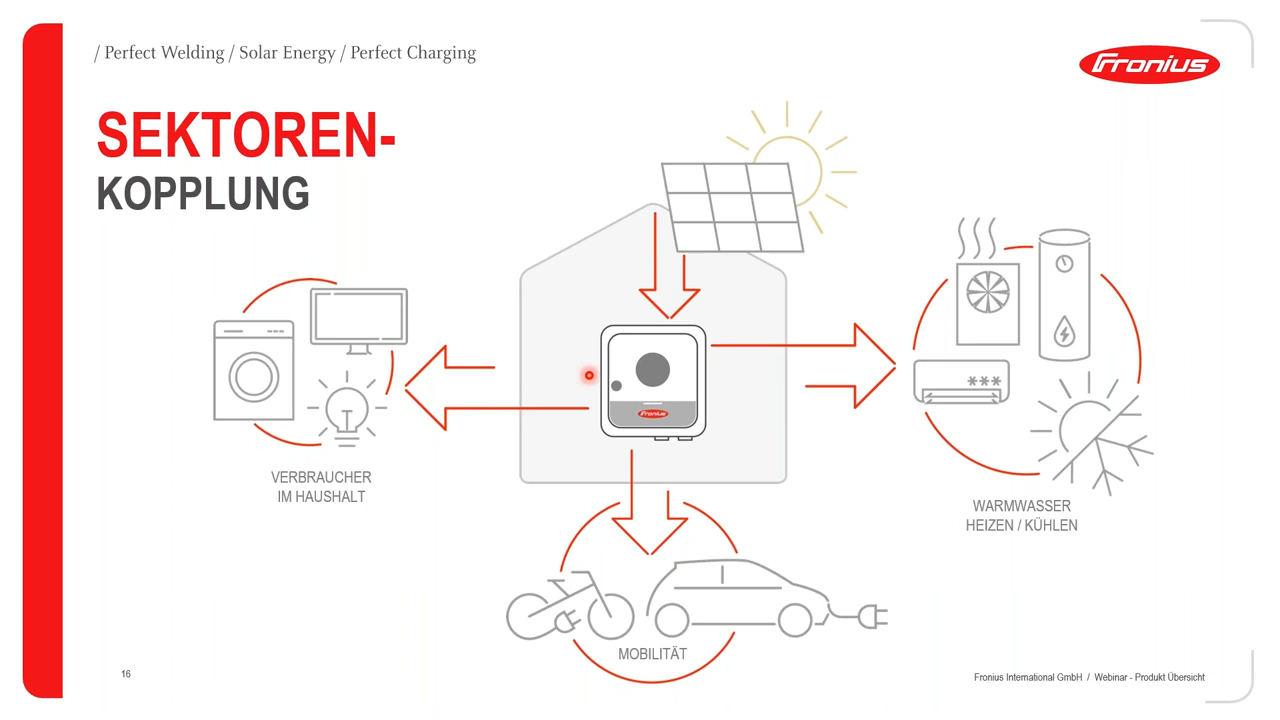 / Perfect Welding / Solar Energy / Perfect Charging
Fronius
SEKTOREN-
KOPPLUNG
Fronius
VERBRAUCHER
IM HAUSHALT
WARMWASSER
HEIZEN / KÜHLEN
MOBILITÄT
16
Fronius International GmbH / Webinar - Produkt Übersicht